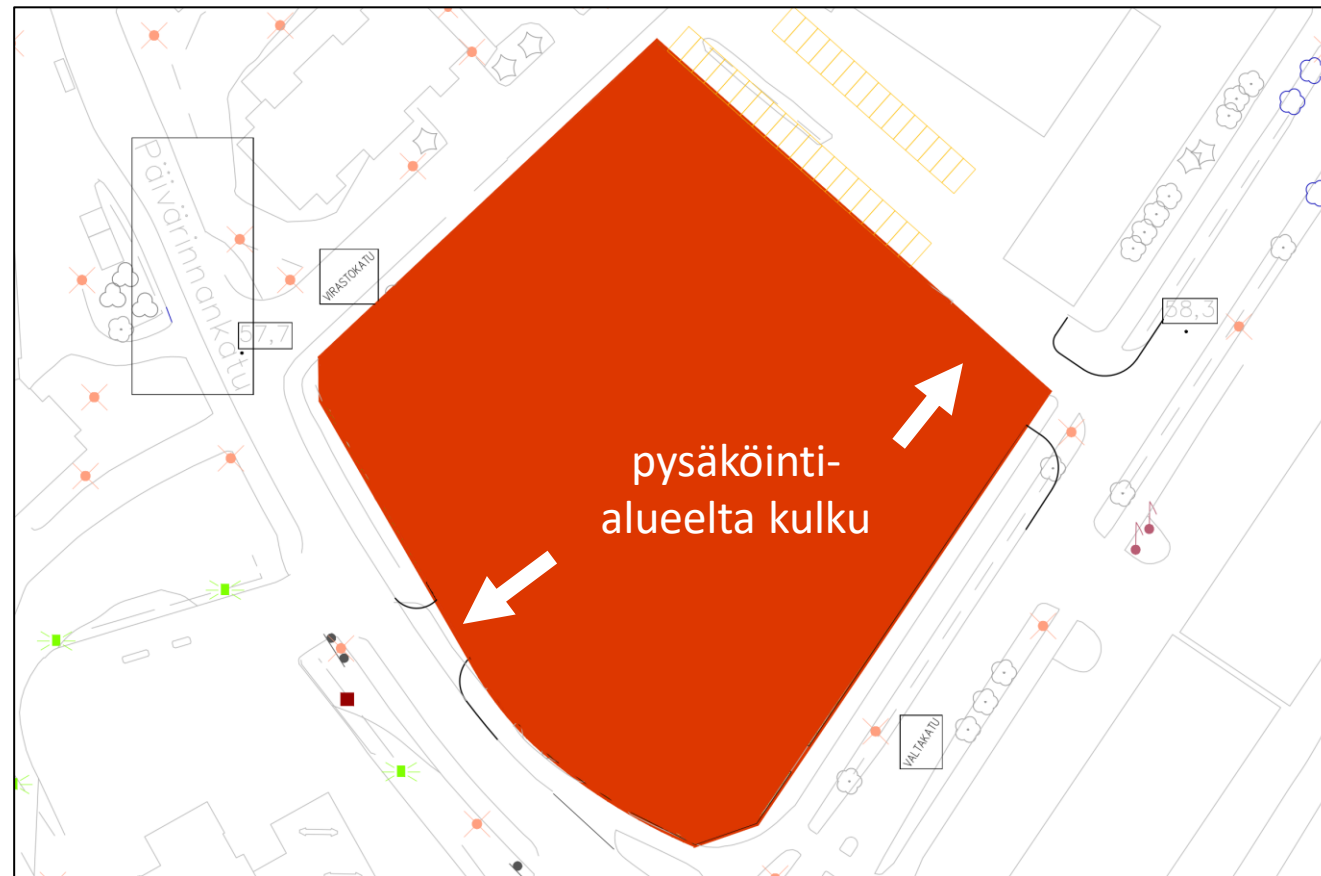 Päivärinnankatu
VIRASTOKATU
57,7
58,3
pysäköinti-
alueelta kulku
VALTAKATU